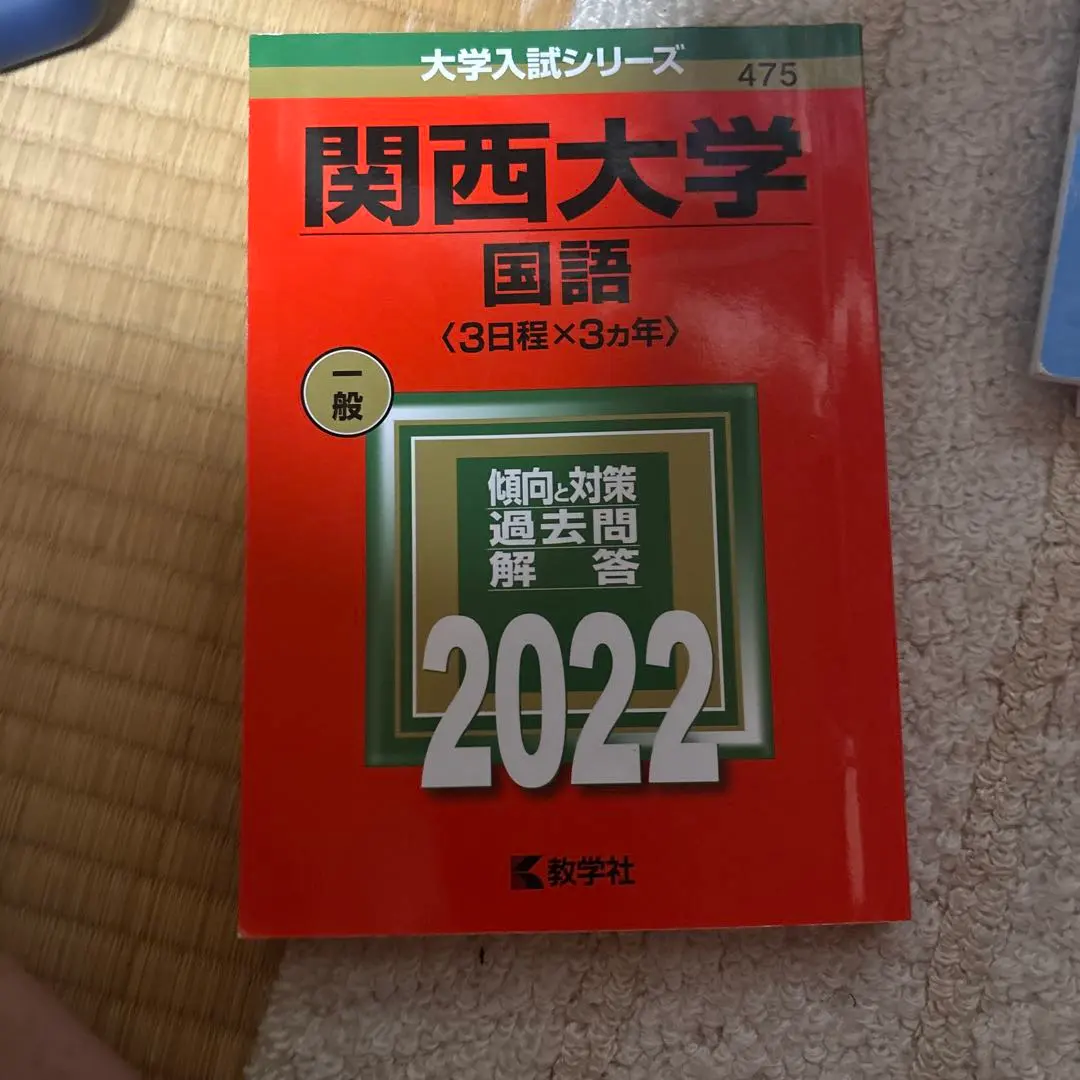 大学入試シリーズ
475
関西大学
国語
〈3日程×3カ年〉
一般
傾向と対策
過去問
解答
2022
教学社